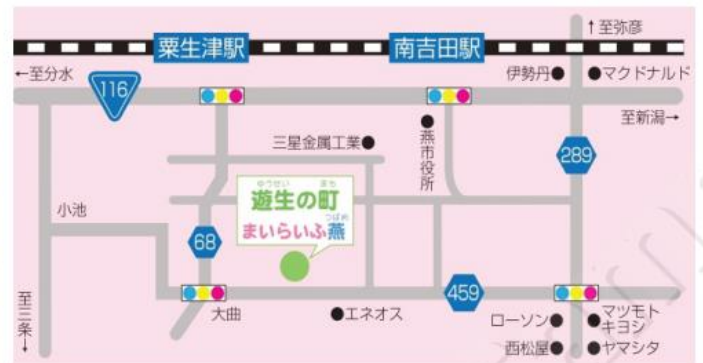 ↑至弥彦
粟生津駅
南吉田駅
←至分水
伊勢丹●
●マクドナルド
116
至新潟→
三星金属工業●
●燕市役所
289
ゆうせい まち
遊生の町
つばめ
まいらいふ燕
小池
68
459
大曲
●エネオス
ローソン●
●マツモト
キヨシ
西松屋●
●ヤマシタ
至三条→